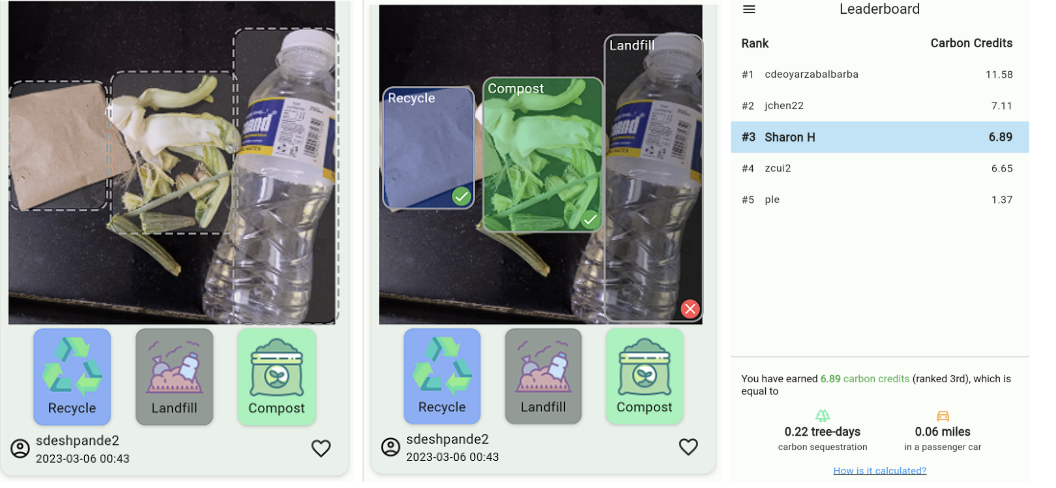 Recycle
Landfill
Compost
sdeshpande2
2023-03-06 00:43
Landfill
Compost
Recycle
Recycle
Landfill
Compost
sdeshpande2
2023-03-06 00:43
Leaderboard
Rank Carbon Credits
#1 cdeoyarzabalbarba 11.58
#2 jchen22 7.11
#3 Sharon H 6.89
#4 zcui2 6.65
#5 ple 1.37
You have earned 6.89 carbon credits (ranked 3rd), which is
equal to
0.22 tree-days 0.06 miles
carbon sequestration in a passenger car
How is it calculated?